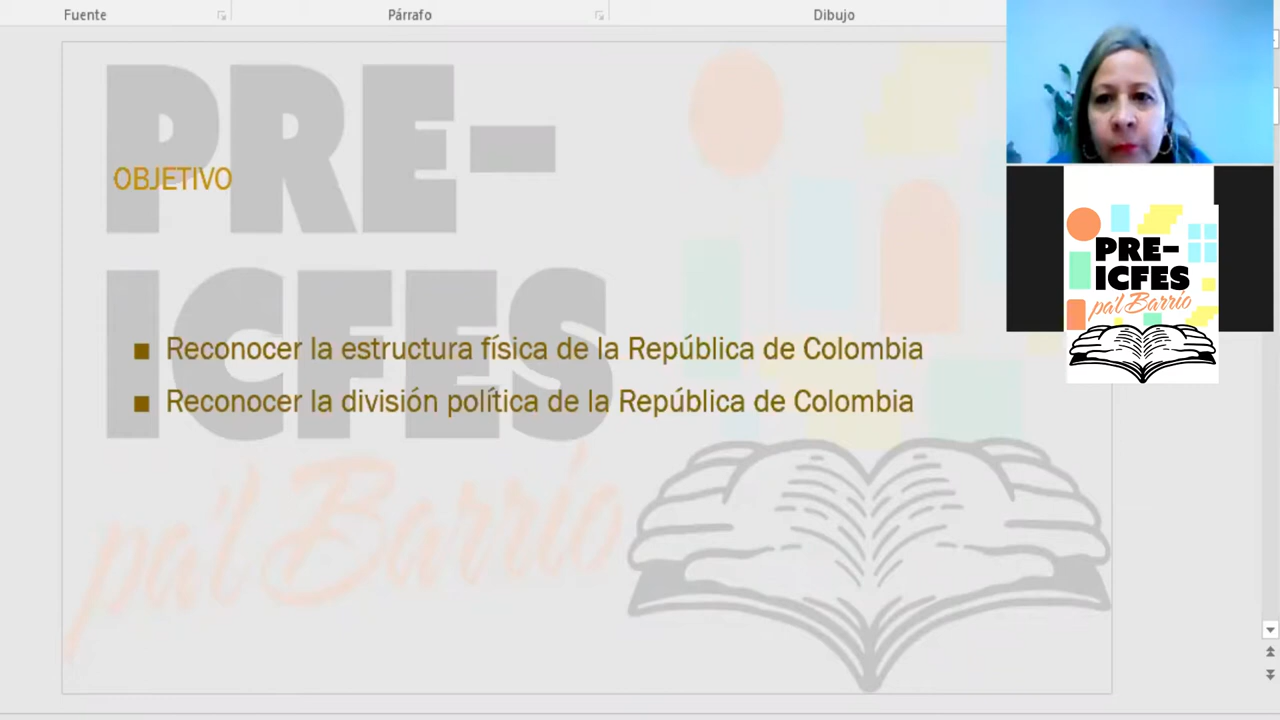 Fuente
Párrafo
Dibujo
PRE-
OBJETIVO
ICFES
Reconocer la estructura física de la República de Colombia
Reconocer la división política de la República de Colombia
pa'l Barrio
PRE-
ICFES
pa'l Barrio